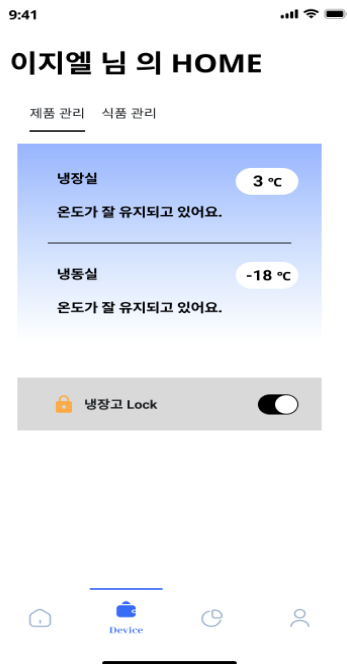 9:41
이지엘 님 의 HOME
제품 관리 식품 관리
냉장실 3 °C
온도가 잘 유지되고 있어요.
냉동실 -18 °C
온도가 잘 유지되고 있어요.
냉장고 Lock
Device